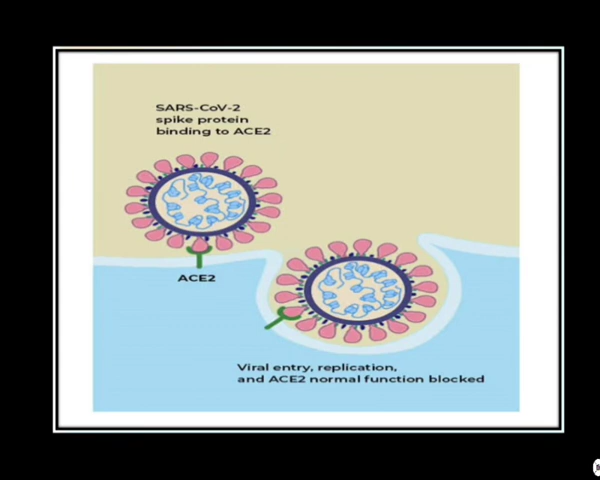 SARS-CoV-2
spike protein
binding to ACE2
ACE2
Viral entry, replication,
and ACE2 normal function blocked